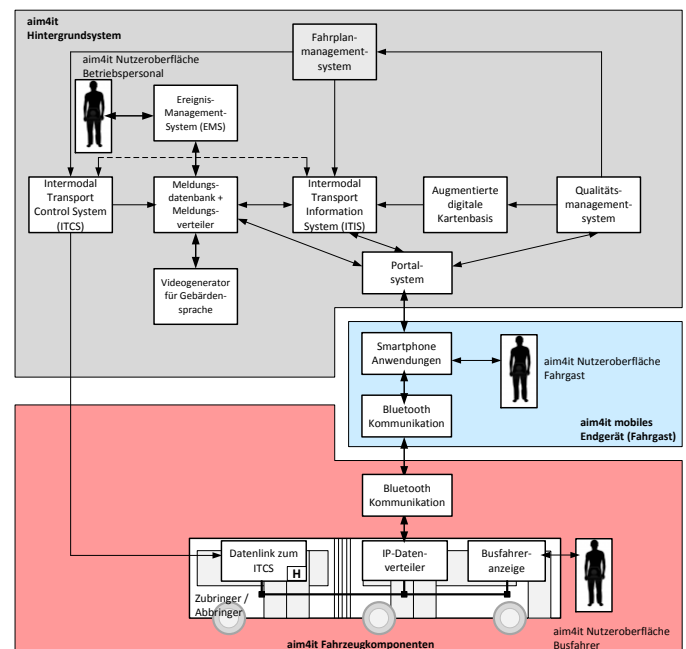 aim4it
Hintergrundsystem
aim4it Nutzeroberfläche
Betriebspersonal
Fahrplan-
management-
system
Ereignis-
Management-
System (EMS)
Intermodal
Transport
Control System
(ITCS)
Meldungs-
datenbank +
Meldungs-
verteiler
Intermodal
Transport
Information
System (ITIS)
Augmentierte
digitale
Kartenbasis
Qualitäts-
management-
system
Videogenerator
für Gebärden-
sprache
Portal-
system
Smartphone
Anwendungen
aim4it Nutzeroberfläche
Fahrgast
Bluetooth
Kommunikation
aim4it mobiles
Endgerät (Fahrgast)
Bluetooth
Kommunikation
Datenlink zum
ITCS
H
IP-Daten-
verteiler
Busfahrer-
anzeige
Zubringer /
Abbringer
aim4it Nutzeroberfläche
Busfahrer
aim4it Fahrzeugkomponenten